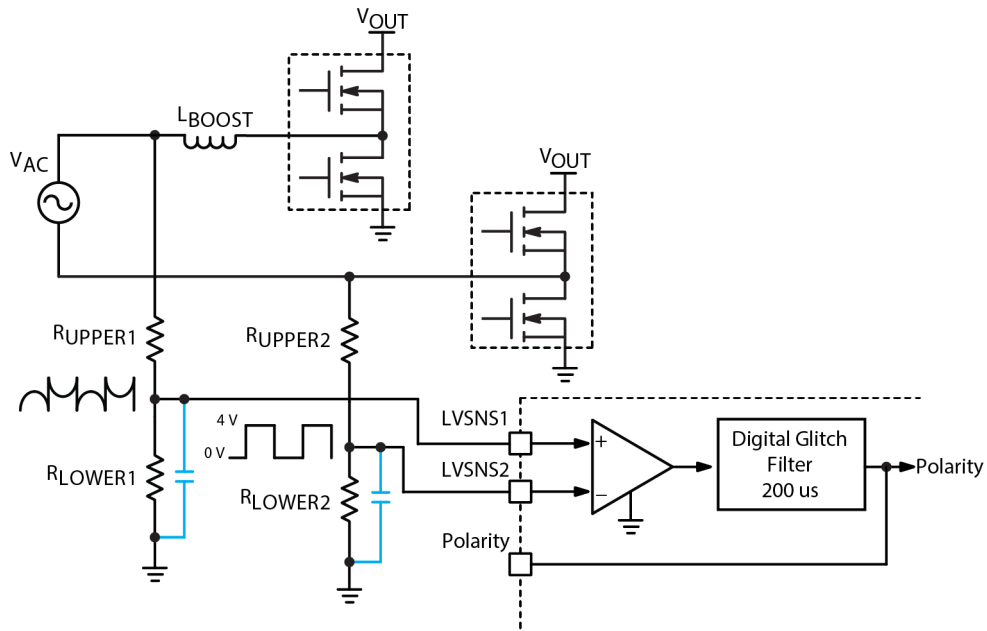 VOUT
LBOOST
VAC
VOUT
RUPPER1
RUPPER2
4 V
0 V
LVSNS1
LVSNS2
RLOWER1
RLOWER2
Polarity
+
−
Digital Glitch
Filter
200 us
Polarity